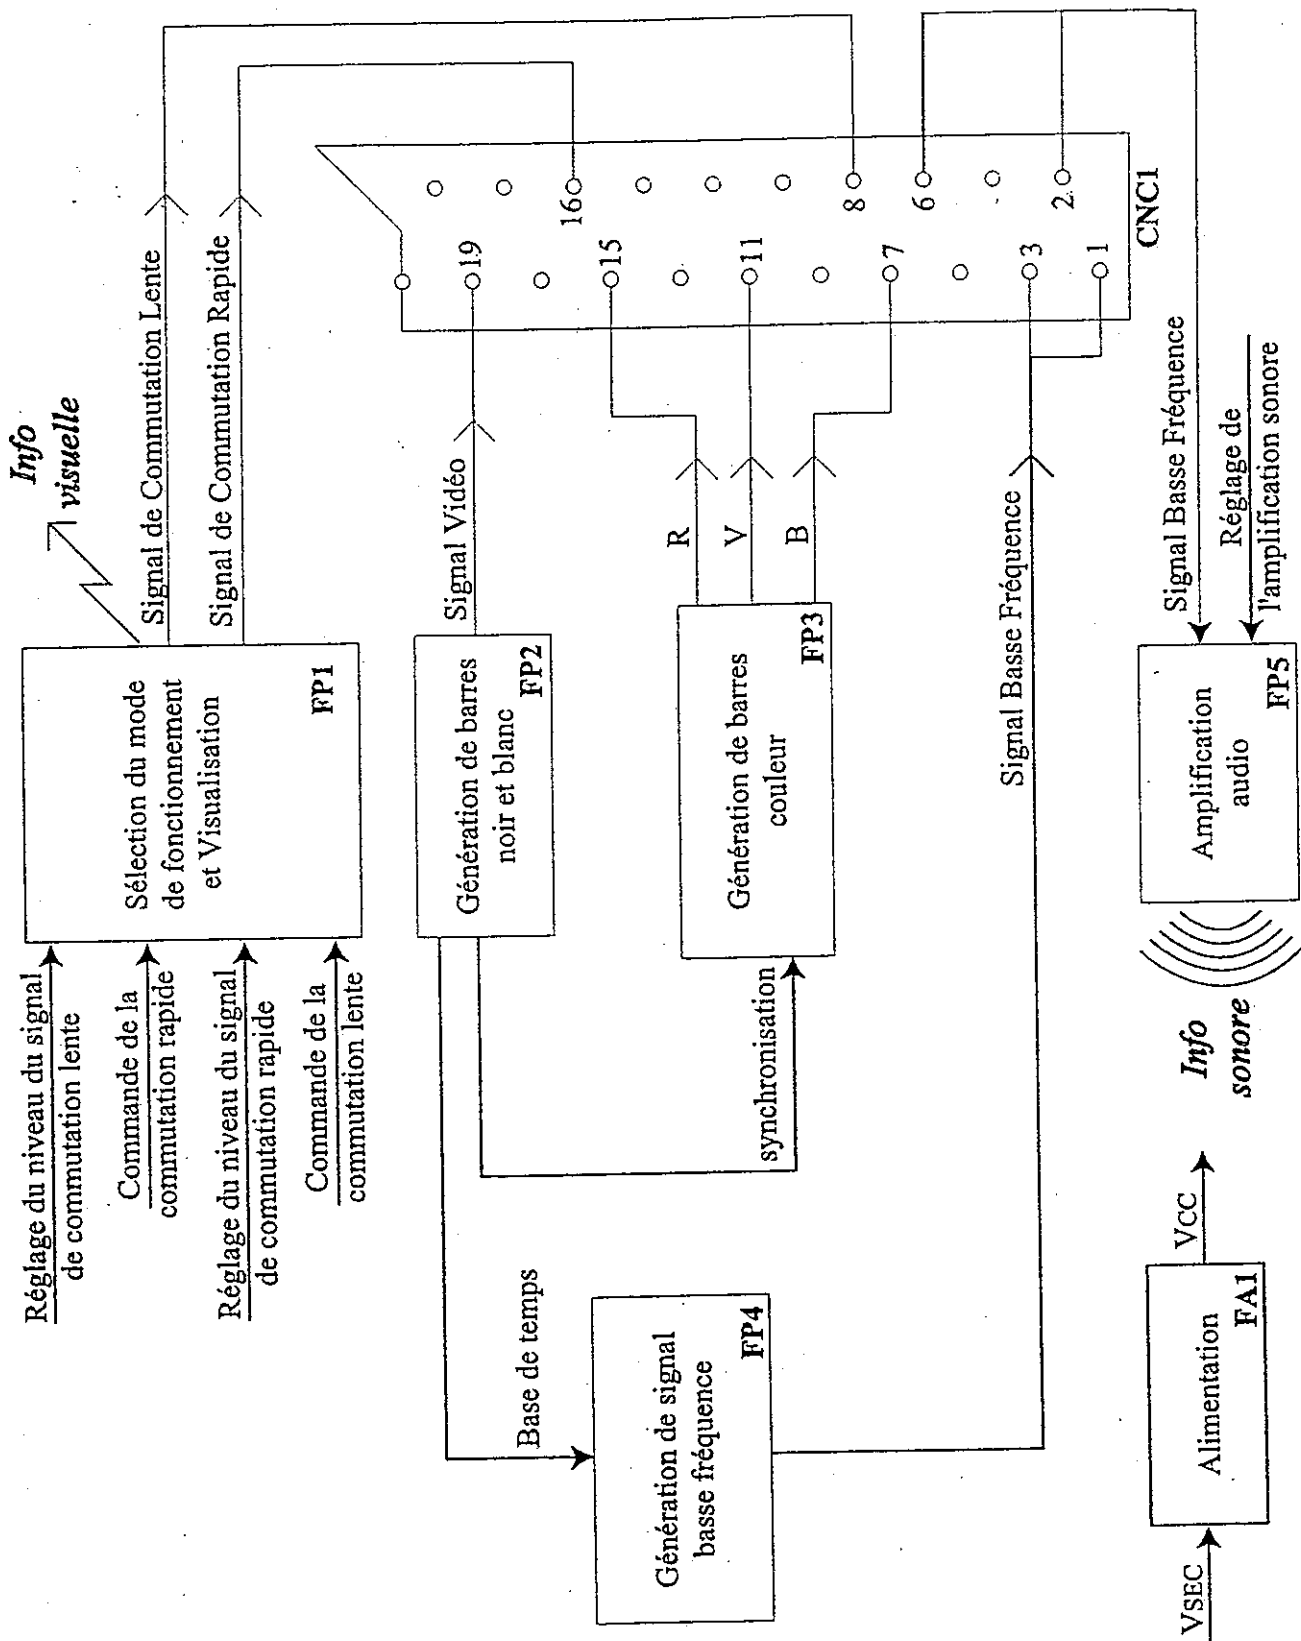 Réglage du niveau du signal
de commutation lente
Commande de la
commutation rapide
Réglage du niveau du signal
de commutation rapide
Commande de la
commutation lente
Sélection du mode
de fonctionnement
et Visualisation
FP1
Info
visuelle
Signal de Commutation Lente
Signal de Commutation Rapide
Génération de barres
noir et blanc
FP2
Signal Vidéo
Base de temps
synchronisation
Génération de barres
couleur
FP3
R
V
B
Génération de signal
basse fréquence
FP4
Signal Basse Fréquence
19
15
11
7
3
1
16
8
6
2
CNC1
Signal Basse Fréquence
Réglage de
l'amplification sonore
Amplification
audio
FP5
Info
sonore
VSEC
Alimentation
FA1
VCC